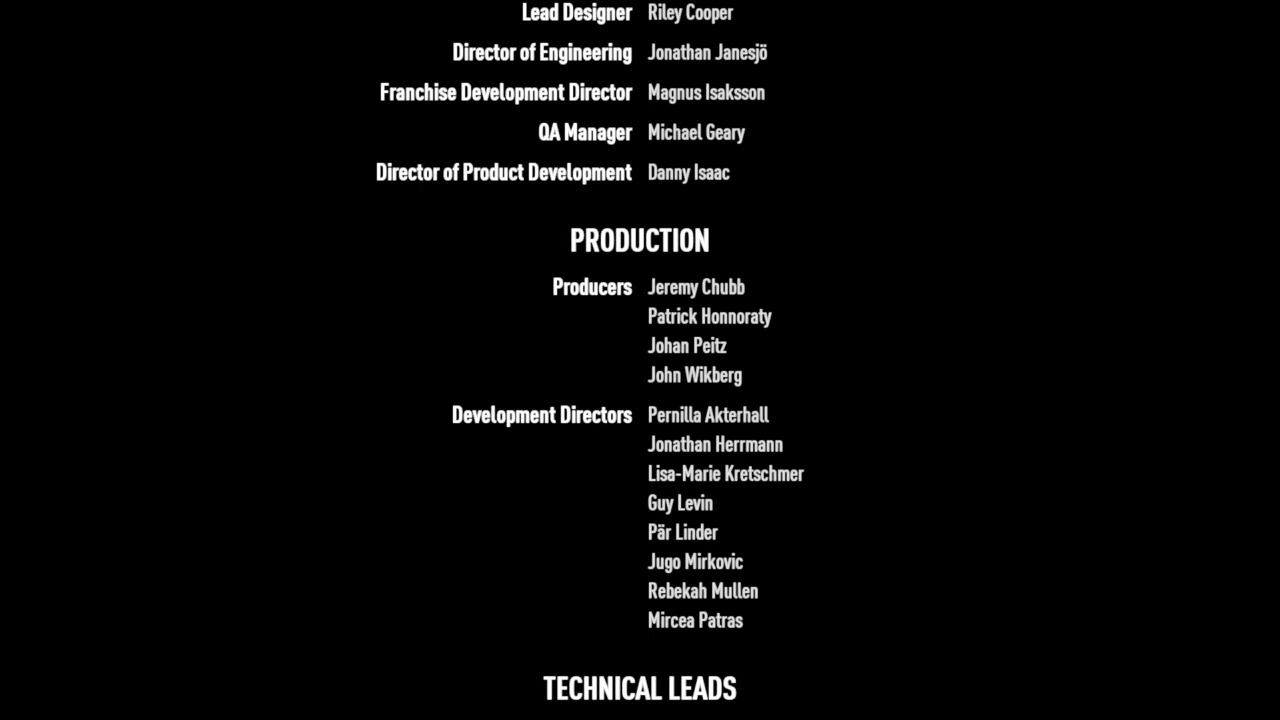 Lead Designer Riley Cooper
Director of Engineering Jonathan Janesjö
Franchise Development Director Magnus Isaksson
QA Manager Michael Geary
Director of Product Development Danny Isaac
PRODUCTION
Producers Jeremy Chubb
Patrick Honnoraty
Johan Peitz
John Wikberg
Development Directors Pernilla Akterhall
Jonathan Herrmann
Lisa-Marie Kretschmer
Guy Levin
Pär Linder
Jugo Mirkovic
Rebekah Mullen
Mircea Patras
TECHNICAL LEADS